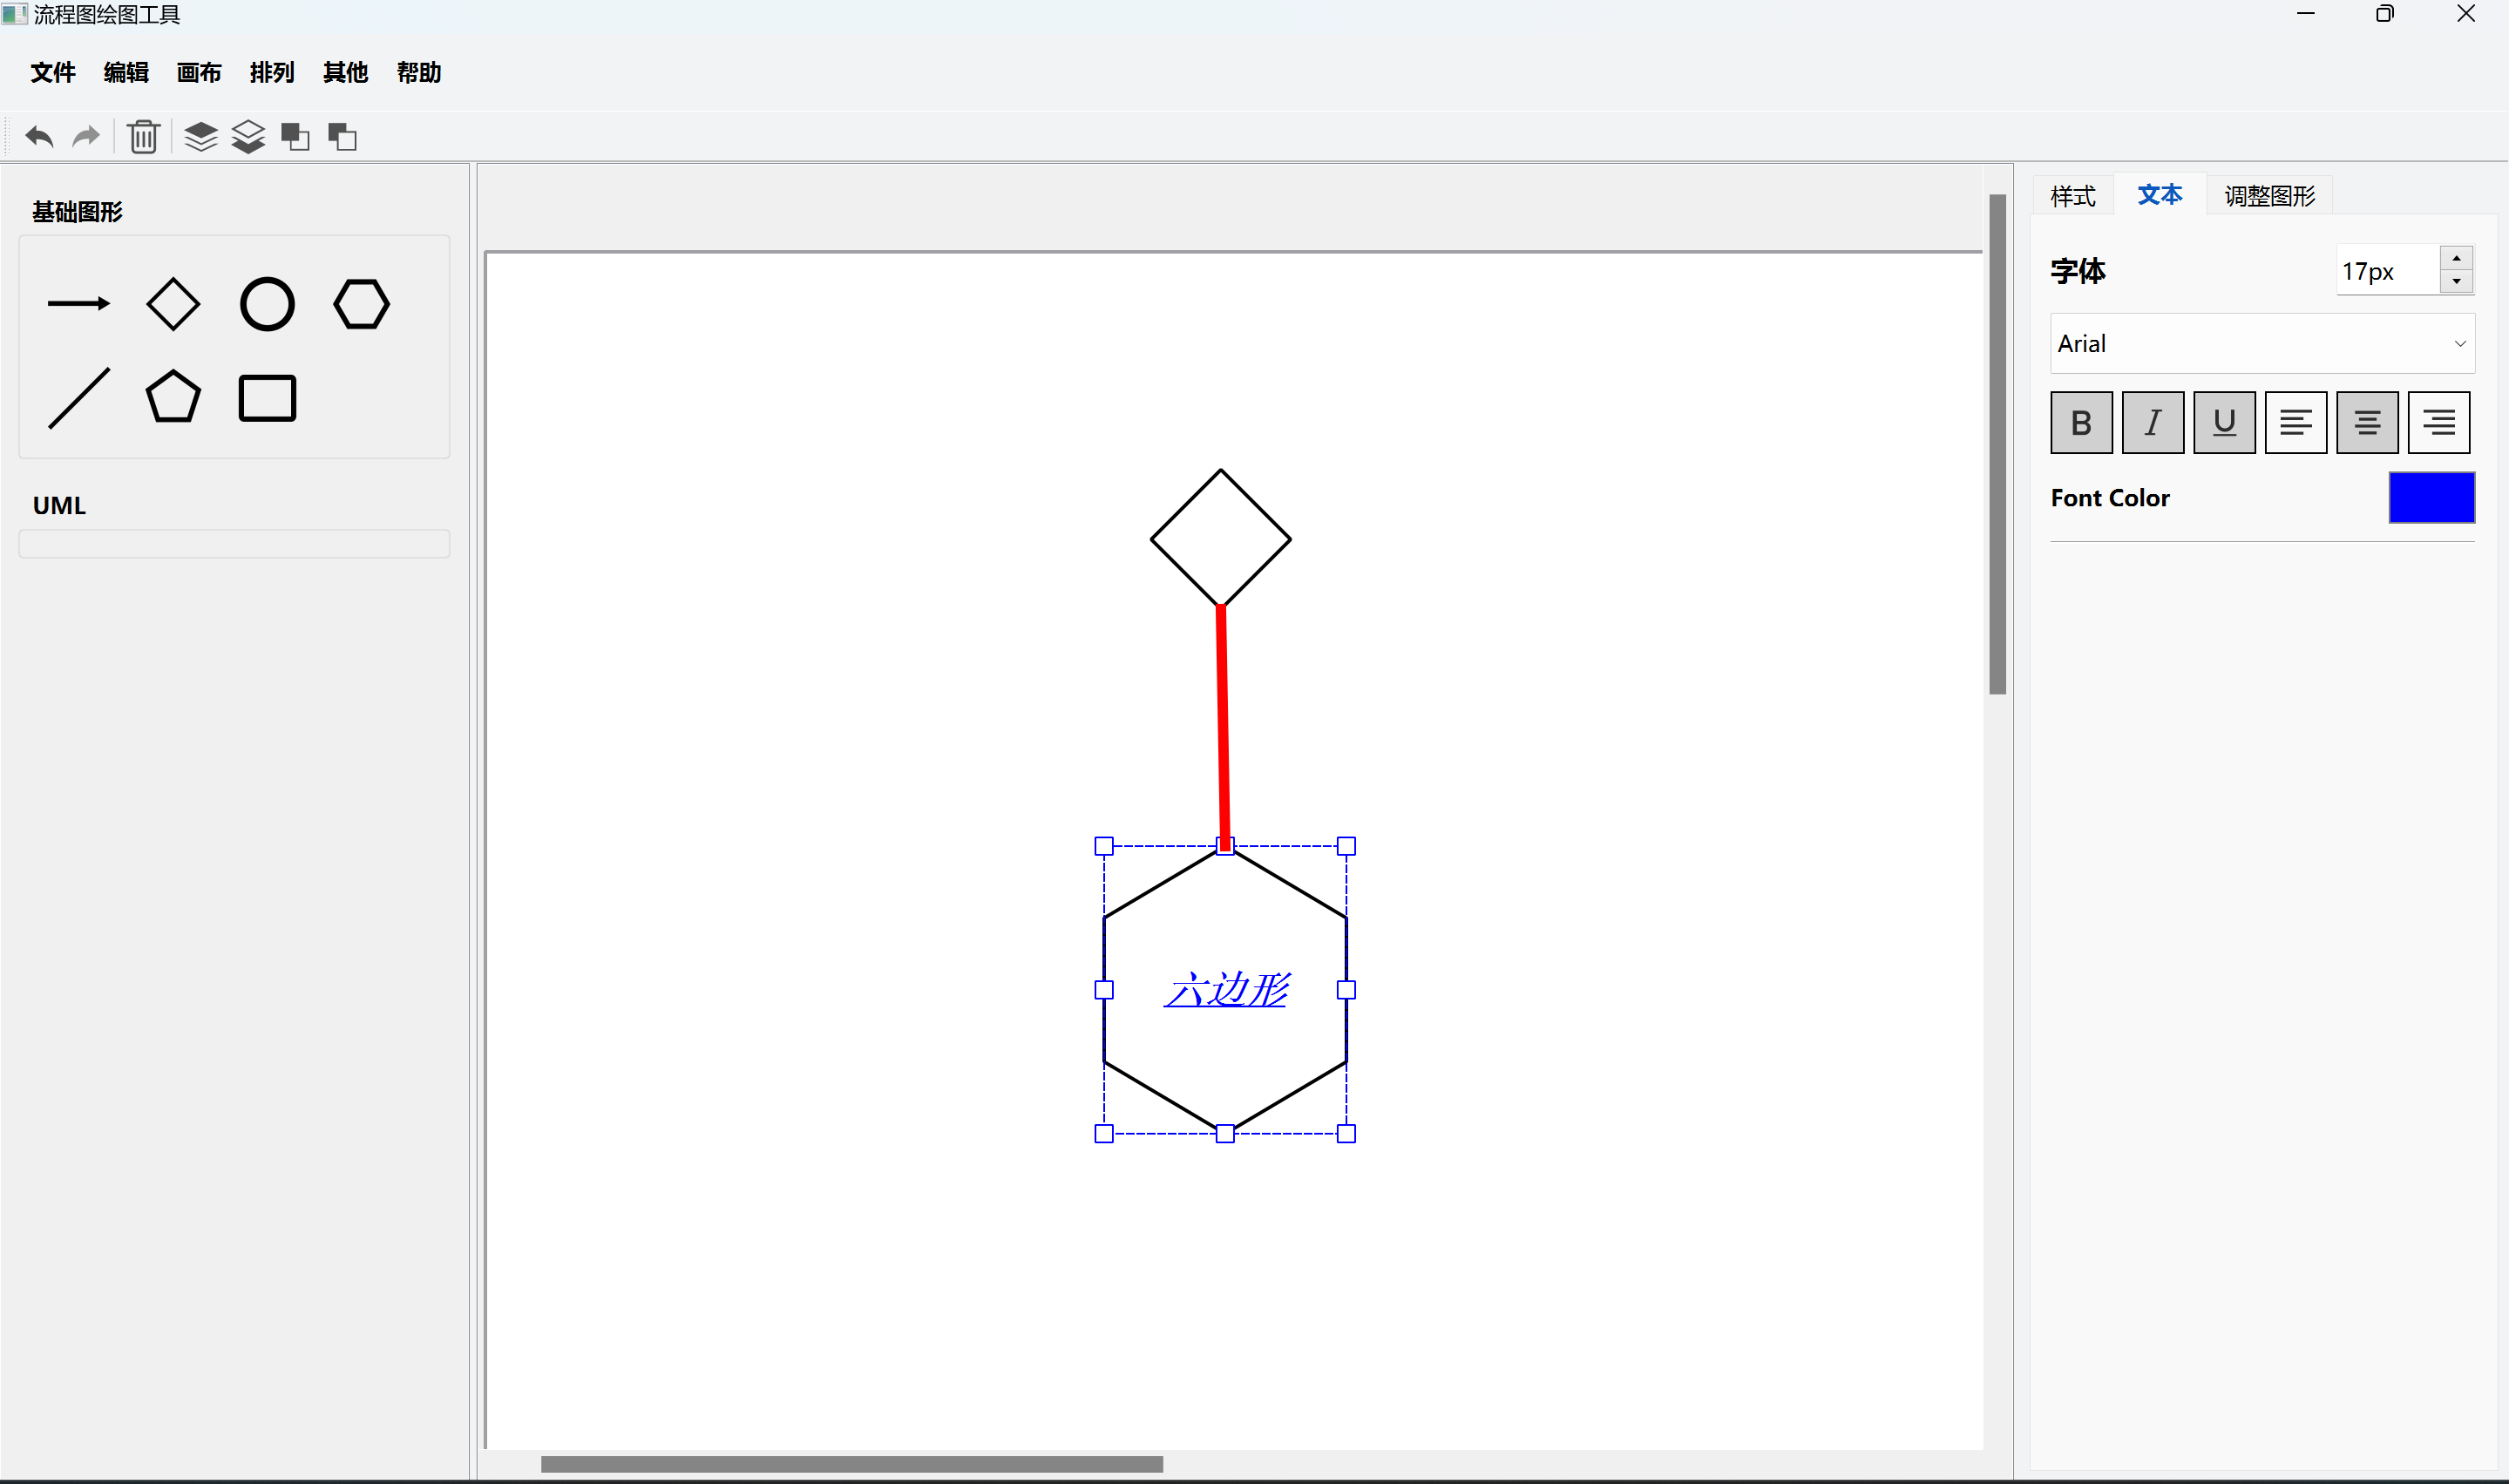 流程图绘图工具
文件 编辑 画布 排列 其他 帮助
基础图形
UML
六边形
样式 文本 调整图形
字体 17px
Arial
B I U
Font Color